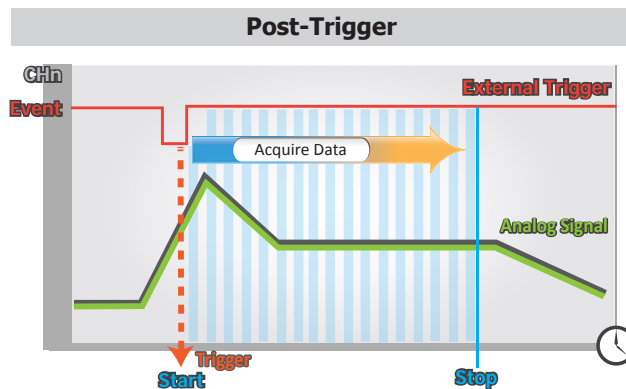 Post-Trigger
CHn
External Trigger
Event
Acquire Data
Analog Signal
Trigger
Start
Stop